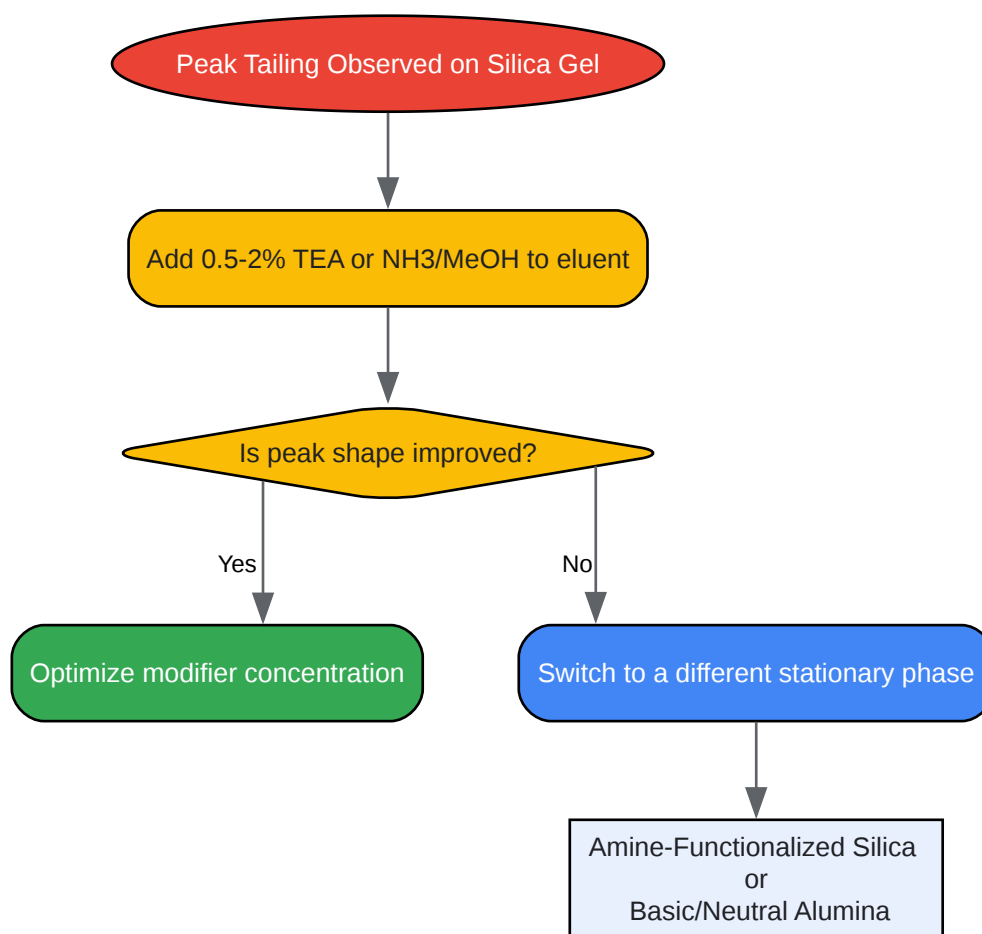 Peak Tailing Observed on Silica Gel
Add 0.5-2% TEA or NH3/MeOH to eluent
Is peak shape improved?
Yes
No
Optimize modifier concentration
Switch to a different stationary phase
Amine-Functionalized Silica
or
Basic/Neutral Alumina